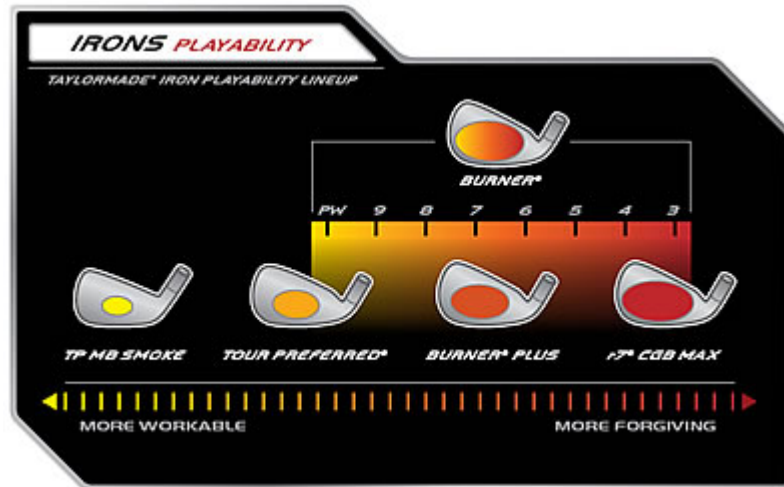 IRONS PLAYABILITY
TAYLORMADE® IRON PLAYABILITY LINEUP
BURNER®
PW 9 8 7 6 5 4 3
TP MB SMOKE TOUR PREFERRED® BURNER® PLUS r7® CGB MAX
MORE WORKABLE MORE FORGIVING